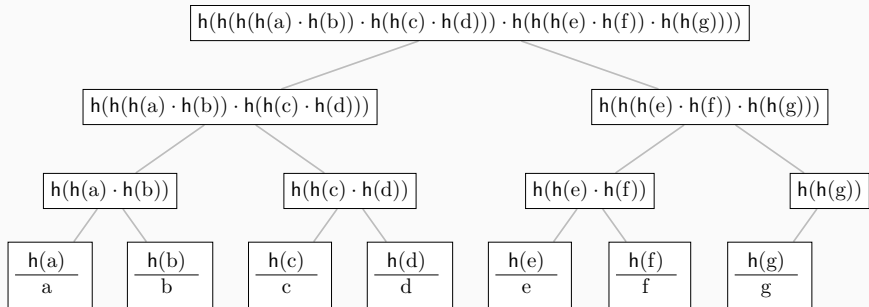 h(h(h(h(a) · h(b)) · h(h(c) · h(d))) · h(h(h(e) · h(f)) · h(h(g))))
h(h(h(a) · h(b)) · h(h(c) · h(d)))
h(h(h(e) · h(f)) · h(h(g)))
h(h(a) · h(b))
h(h(c) · h(d))
h(h(e) · h(f))
h(h(g))
h(a)
a
h(b)
b
h(c)
c
h(d)
d
h(e)
e
h(f)
f
h(g)
g